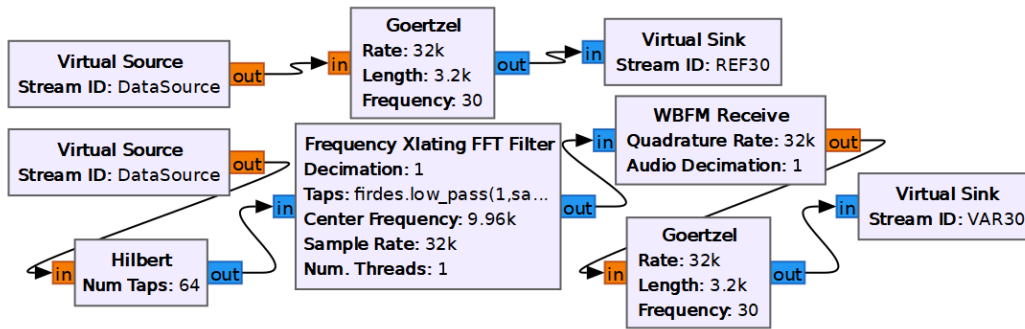 Virtual Source
Stream ID: DataSource
out
in
Goertzel
Rate: 32k
Length: 3.2k
Frequency: 30
out
in
Virtual Sink
Stream ID: REF30
Virtual Source
Stream ID: DataSource
out
in
Hilbert
Num Taps: 64
out
in
Frequency Xlating FFT Filter
Decimation: 1
Taps: firdes.low_pass(1,sa...
Center Frequency: 9.96k
Sample Rate: 32k
Num. Threads: 1
out
in
WBFM Receive
Quadrature Rate: 32k
Audio Decimation: 1
out
in
Goertzel
Rate: 32k
Length: 3.2k
Frequency: 30
out
in
Virtual Sink
Stream ID: VAR30